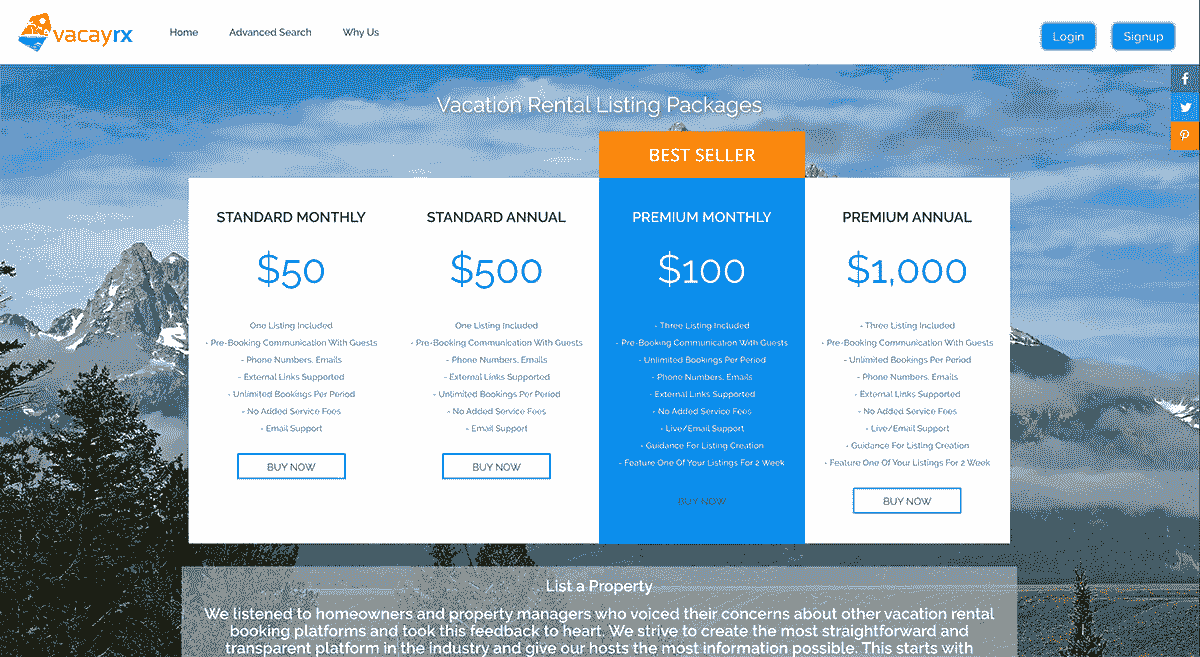 vacayrx
Home
Advanced Search
Why Us
Login
Signup
Vacation Rental Listing Packages
BEST SELLER
STANDARD MONTHLY
$50
One Listing Included
- Pre-Booking Communication With Guests
- Phone Numbers, Emails
- External Links Supported
- Unlimited Bookings Per Period
- No Added Service Fees
- Email Support
BUY NOW
STANDARD ANNUAL
$500
One Listing Included
- Pre-Booking Communication With Guests
- Phone Numbers, Emails
- External Links Supported
- Unlimited Bookings Per Period
- No Added Service Fees
- Email Support
BUY NOW
PREMIUM MONTHLY
$100
- Three Listing Included
- Pre-Booking Communication With Guests
- Unlimited Bookings Per Period
- Phone Numbers, Emails
- External Links Supported
- No Added Service Fees
- Live/Email Support
- Guidance For Listing Creation
- Feature One Of Your Listings For 2 Week
BUY NOW
PREMIUM ANNUAL
$1,000
- Three Listing Included
- Pre-Booking Communication With Guests
- Unlimited Bookings Per Period
- Phone Numbers, Emails
- External Links Supported
- No Added Service Fees
- Live/Email Support
- Guidance For Listing Creation
- Feature One Of Your Listings For 2 Week
BUY NOW
List a Property
We listened to homeowners and property managers who voiced their concerns about other vacation rental
booking platforms and took this feedback to heart. We strive to create the most straightforward and
transparent platform in the industry and give our hosts the most information possible. This starts with